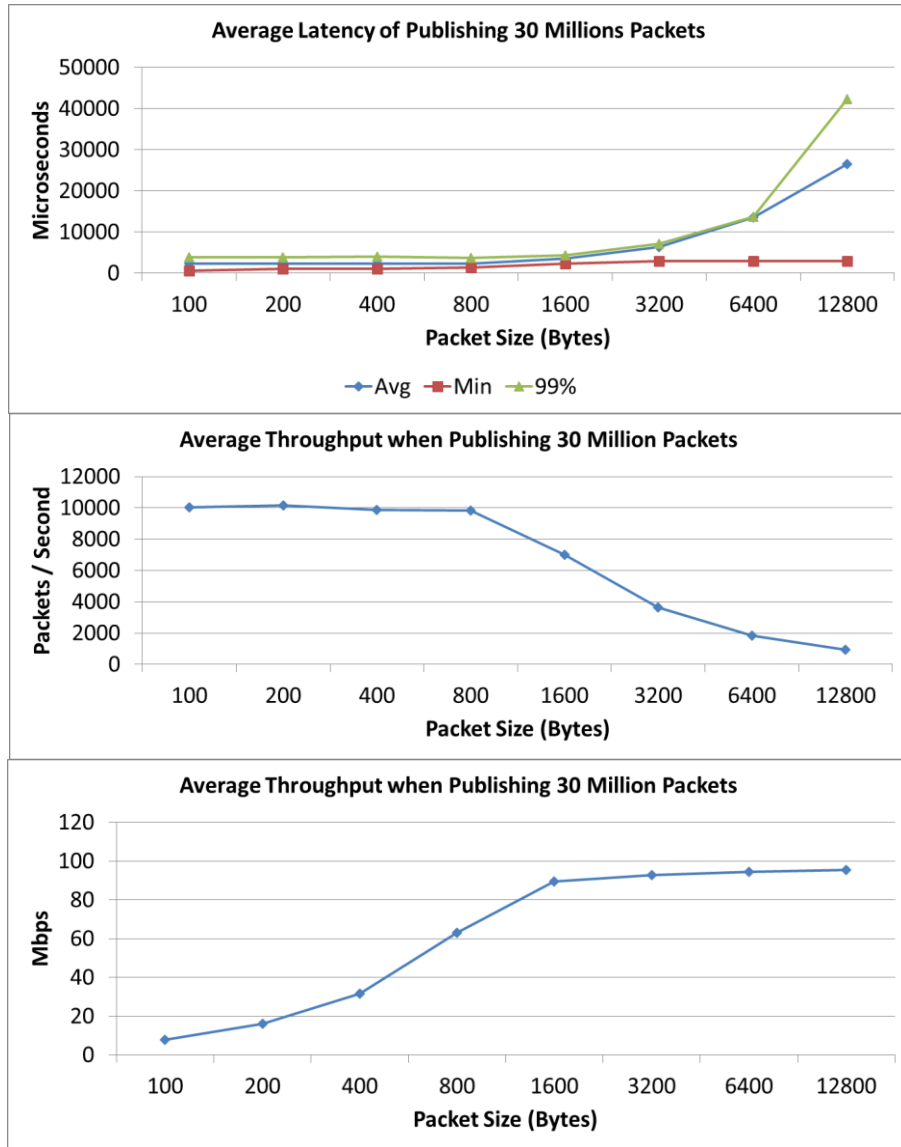 Average Latency of Publishing 30 Millions Packets
50000
40000
30000
20000
10000
0
Microseconds
100 200 400 800 1600 3200 6400 12800
Packet Size (Bytes)
Avg Min 99%
Average Throughput when Publishing 30 Million Packets
12000
10000
8000
6000
4000
2000
0
Packets / Second
100 200 400 800 1600 3200 6400 12800
Packet Size (Bytes)
Average Throughput when Publishing 30 Million Packets
120
100
80
60
40
20
0
Mbps
100 200 400 800 1600 3200 6400 12800
Packet Size (Bytes)